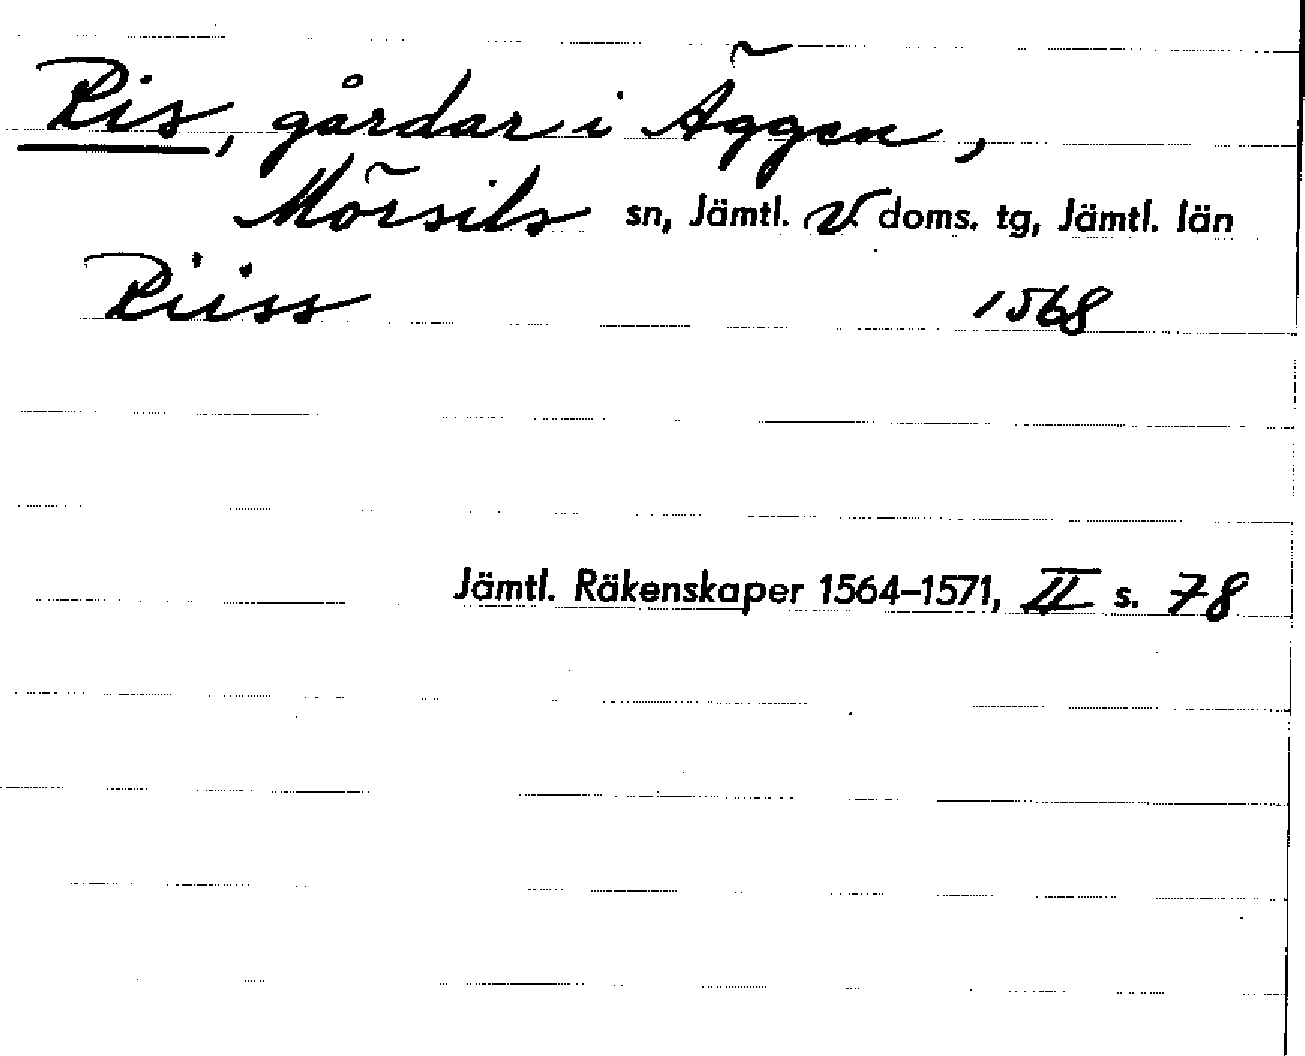 Ris, gårdar i Äggen,
Mörsils sn, Jämtl. V. doms. tg, Jämtl. län
Riiss 1568
Jämtl. Räkenskaper 1564–1571, II s. 78